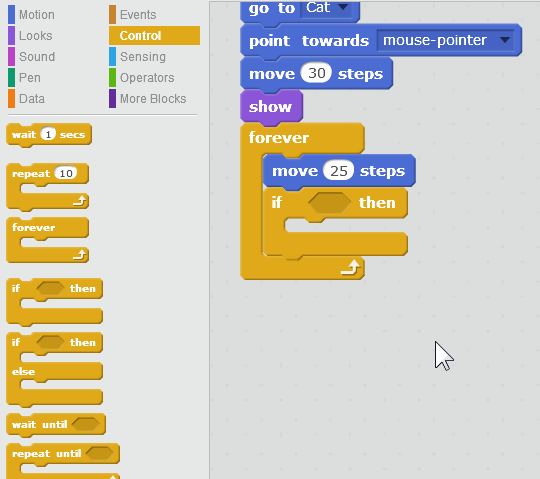 Motion
Events
Looks
Control
Sound
Sensing
Pen
Operators
Data
More Blocks
wait 1 secs
repeat 10
forever
if then
if then
else
wait until
repeat until
go to Cat
point towards mouse-pointer
move 30 steps
show
forever
move 25 steps
if then